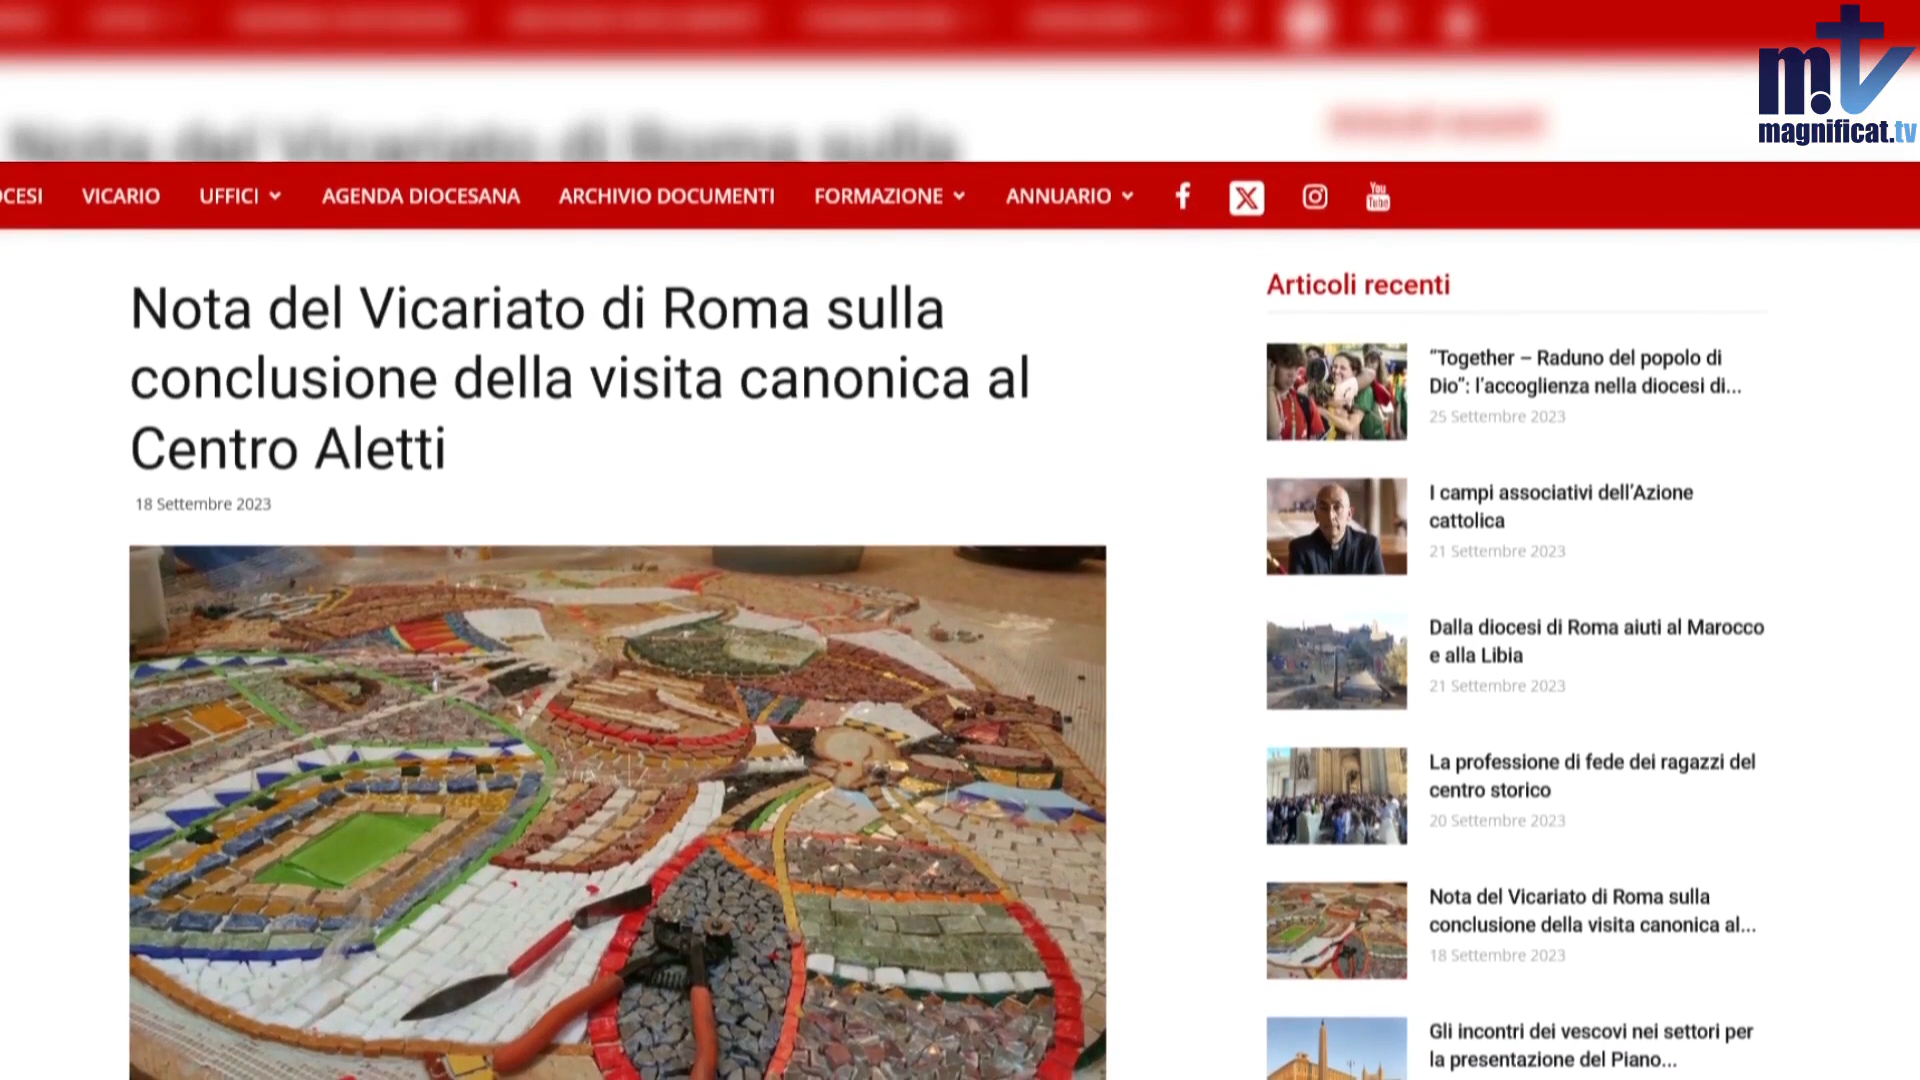 m.tv
magnificat.tv
OCESI VICARIO UFFICI AGENDA DIOCESANA ARCHIVIO DOCUMENTI FORMAZIONE ANNUARIO
You
Tube
Nota del Vicariato di Roma sulla
conclusione della visita canonica al
Centro Aletti
18 Settembre 2023
Articoli recenti
“Together – Raduno del popolo di
Dio”: l’accoglienza nella diocesi di...
25 Settembre 2023
I campi associativi dell’Azione
cattolica
21 Settembre 2023
Dalla diocesi di Roma aiuti al Marocco
e alla Libia
21 Settembre 2023
La professione di fede dei ragazzi del
centro storico
20 Settembre 2023
Nota del Vicariato di Roma sulla
conclusione della visita canonica al...
18 Settembre 2023
Gli incontri dei vescovi nei settori per
la presentazione del Piano...